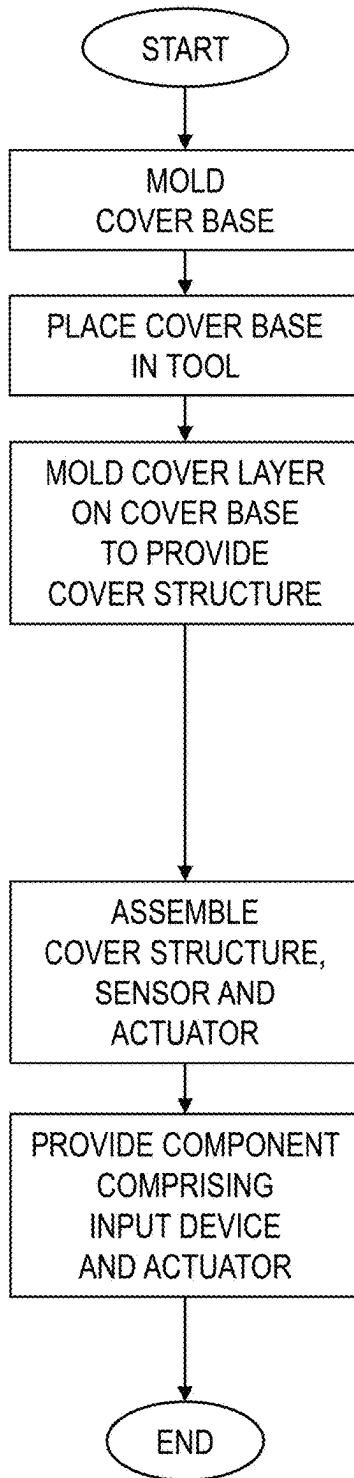 START
MOLD
COVER BASE
PLACE COVER BASE
IN TOOL
MOLD COVER LAYER
ON COVER BASE
TO PROVIDE
COVER STRUCTURE
ASSEMBLE
COVER STRUCTURE,
SENSOR AND
ACTUATOR
PROVIDE COMPONENT
COMPRISING
INPUT DEVICE
AND ACTUATOR
END